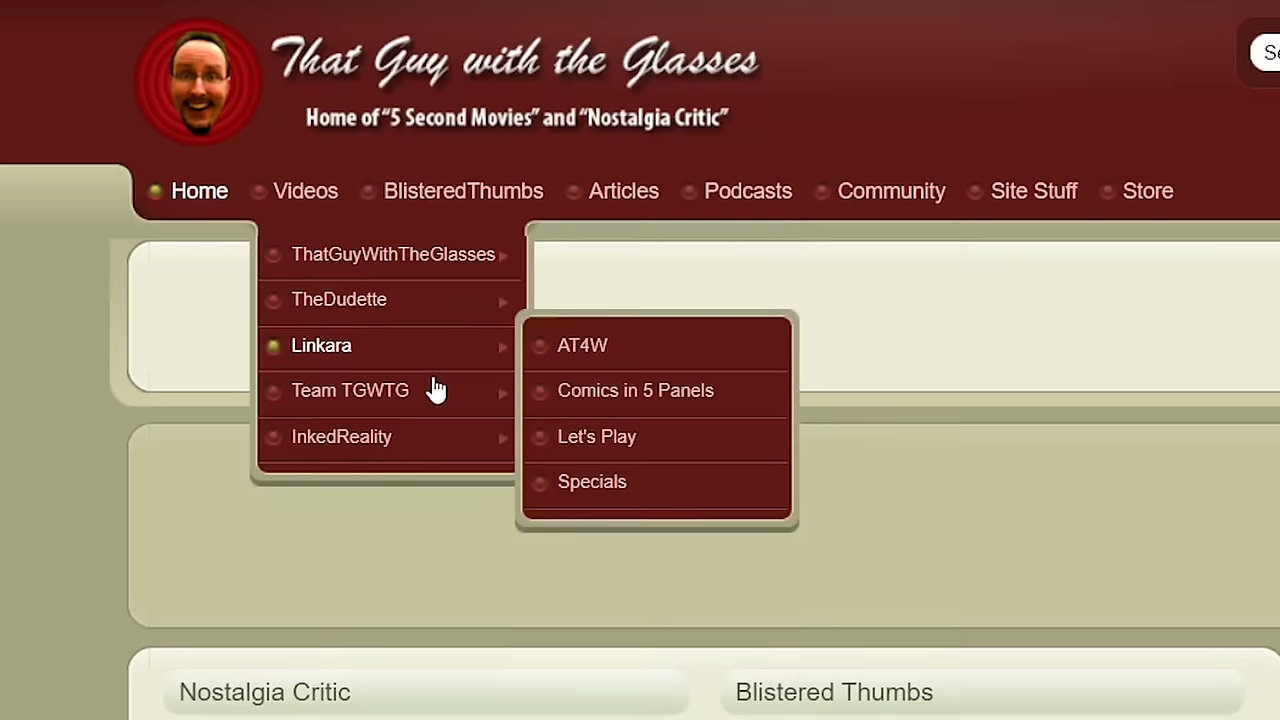 That Guy with the Glasses
Home of "5 Second Movies" and "Nostalgia Critic"
Home Videos BlisteredThumbs Articles Podcasts Community Site Stuff Store
ThatGuyWithTheGlasses
TheDudette
Linkara
Team TGWTG
InkedReality
AT4W
Comics in 5 Panels
Let's Play
Specials
Nostalgia Critic
Blistered Thumbs